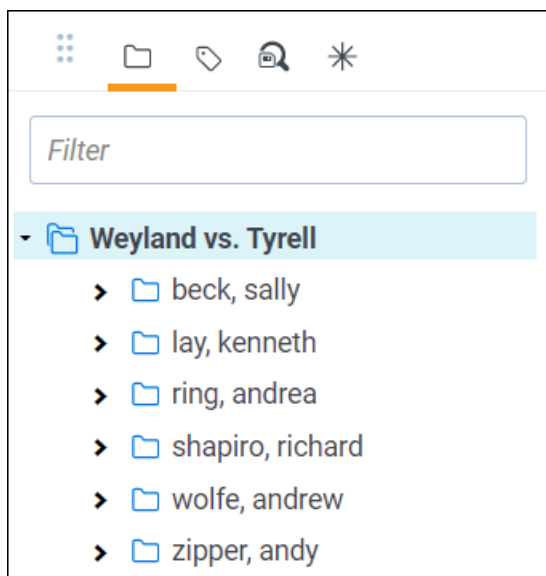 Filter
Weyland vs. Tyrell
beck, sally
lay, kenneth
ring, andrea
shapiro, richard
wolfe, andrew
zipper, andy